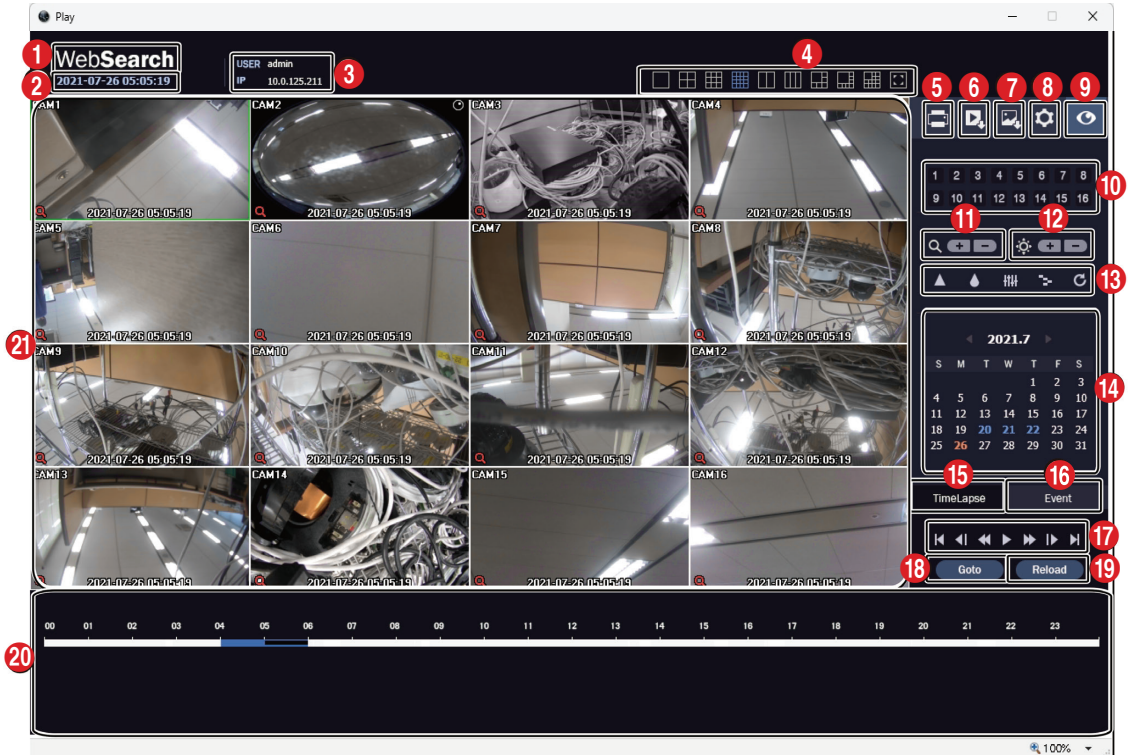 Play
1 WebSearch
2 2021-07-26 05:05:19
USER admin
IP 10.0.125.211
3
4
5 6 7 8 9
CAM1 CAM2 CAM3 CAM4
2021-07-26 05:05:19 2021-07-26 05:05:19 2021-07-26 05:05:19 2021-07-26 05:05:19
CAM5 CAM6 CAM7 CAM8
2021-07-26 05:05:19 2021-07-26 05:05:19 2021-07-26 05:05:19 2021-07-26 05:05:19
21
CAM9 CAM10 CAM11 CAM12
2021-07-26 05:05:19 2021-07-26 05:05:19 2021-07-26 05:05:19 2021-07-26 05:05:19
CAM13 CAM14 CAM15 CAM16
2021-07-26 05:05:19 2021-07-26 05:05:19 2021-07-26 05:05:19 2021-07-26 05:05:19
1 2 3 4 5 6 7 8
9 10 11 12 13 14 15 16
10
11 12
13
2021.7
S M T W T F S
1 2 3
4 5 6 7 8 9 10
11 12 13 14 15 16 17
18 19 20 21 22 23 24
25 26 27 28 29 30 31
14
15 16
TimeLapse Event
17
18 Goto Reload 19
00 01 02 03 04 05 06 07 08 09 10 11 12 13 14 15 16 17 18 19 20 21 22 23
20
100%